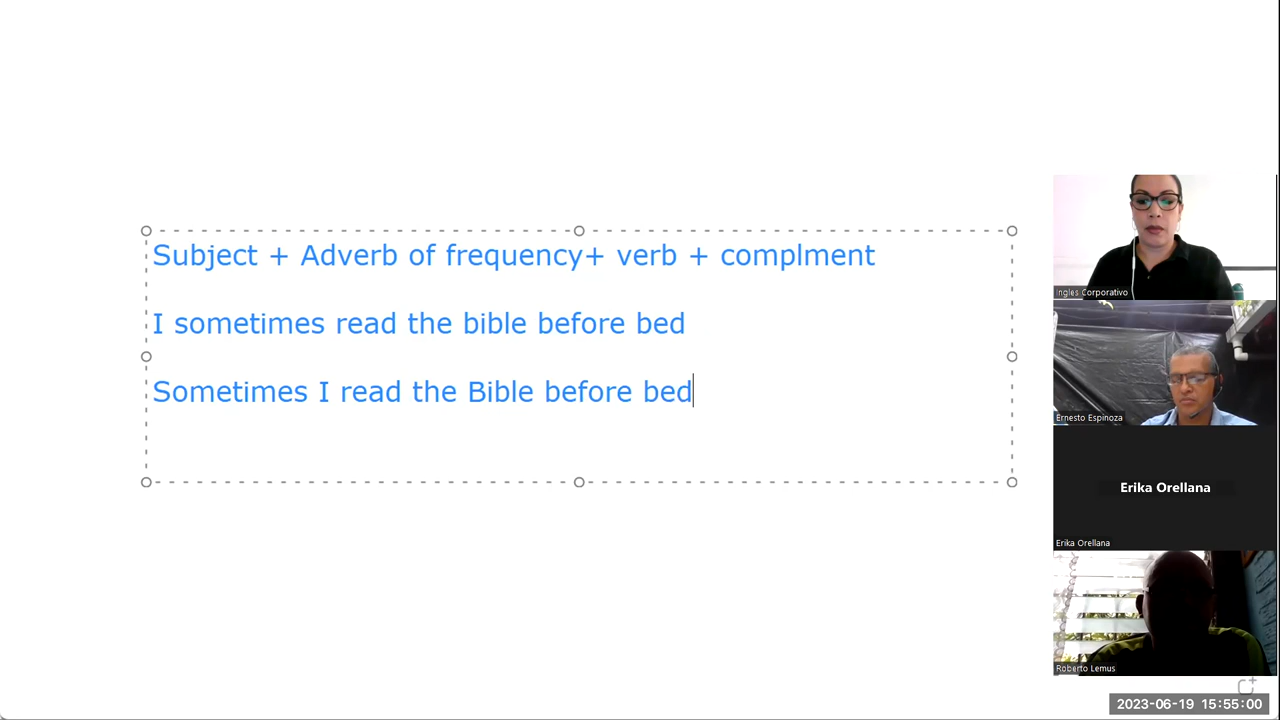 Subject + Adverb of frequency+ verb + complment
I sometimes read the bible before bed
Sometimes I read the Bible before bed
Ingles Corporativo
Ernesto Espinoza
Erika Orellana
Erika Orellana
Roberto Lemus
2023-06-19 15:55:00